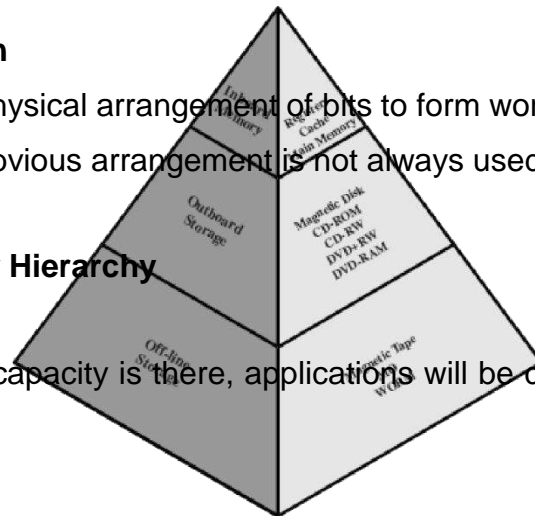 n
hysical arrangement of bits to form wor
bvious arrangement is not always used
Hierarchy
capacity is there, applications will be c
Inboard
Memory
Registers
Cache
Main Memory
Outboard
Storage
Magnetic Disk
CD-ROM
CD-RW
DVD+RW
DVD-RAM
Off-line
Storage
Magnetic Tape
WORM